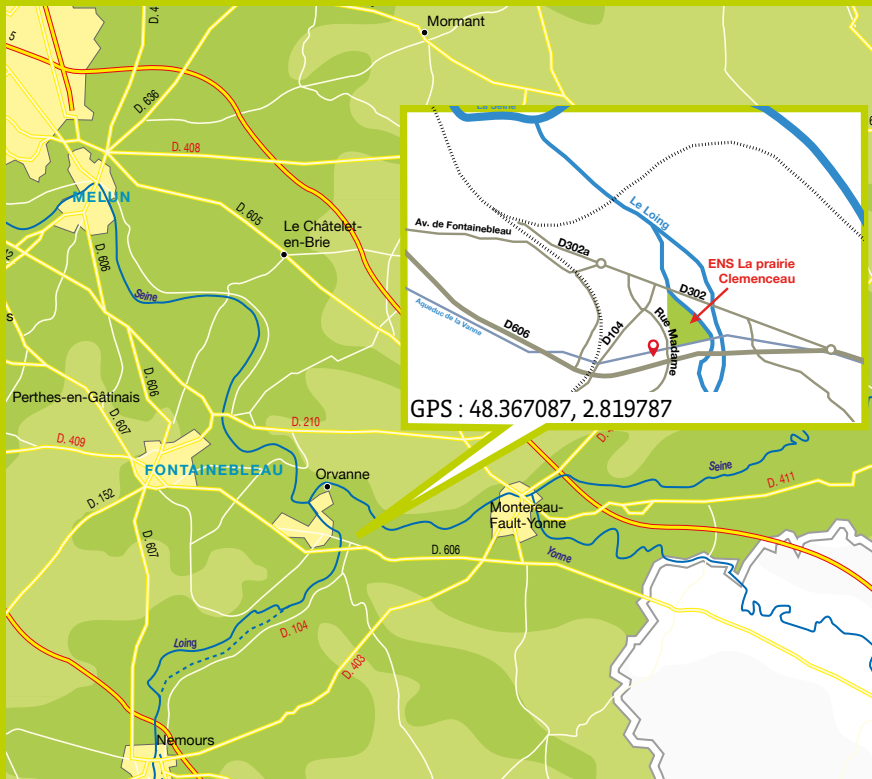 5
D. 4
Mormant
D. 636
D. 408
MELUN
D. 605
Le Châtelet-
en-Brie
D. 606
Seine
s
Perthes-en-Gâtinais
D. 606
D. 607
D. 210
D. 409
FONTAINEBLEAU
Orvanne
D. 152
D. 607
Montereau-
Fault-Yonne
Seine
D. 411
D. 606
Yonne
Loing
D. 104
D. 403
Nemours
La Seine
Le Loing
Av. de Fontainebleau
D302a
ENS La prairie
Clemenceau
D302
Aqueduc de la Vanne
D606
D104
Rue Madame
GPS : 48.367087, 2.819787